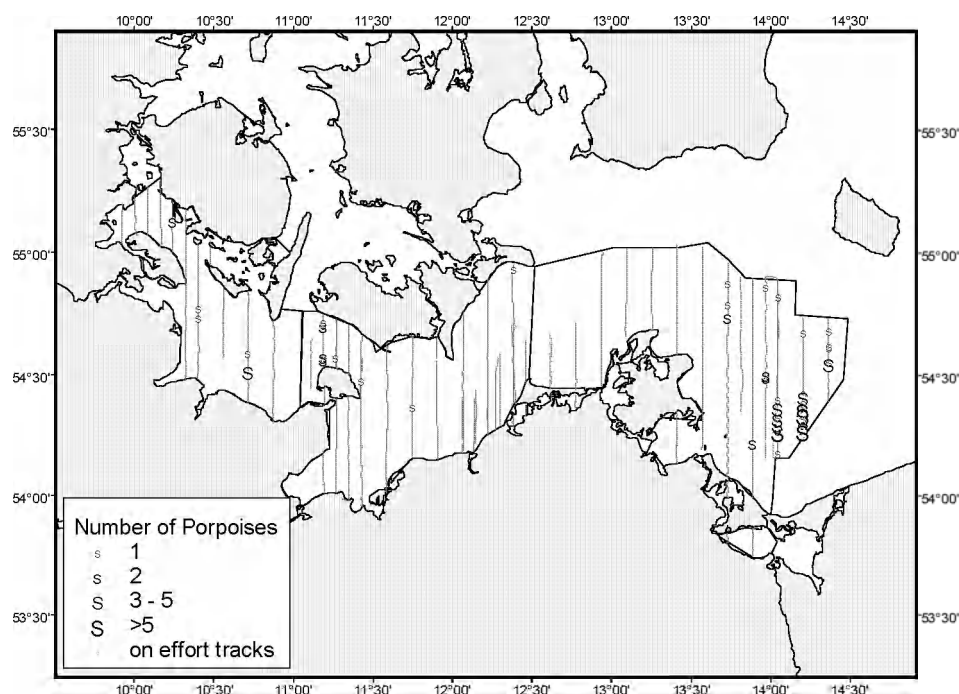 10°00' 10°30' 11°00' 11°30' 12°00' 12°30' 13°00' 13°30' 14°00' 14°30'
55°30' 55°30'
55°00' 55°00'
54°30' 54°30'
54°00' 54°00'
53°30' 53°30'
Number of Porpoises
s 1
s 2
S 3 - 5
S >5
on effort tracks
10°00' 10°30' 11°00' 11°30' 12°00' 12°30' 13°00' 13°30' 14°00' 14°30'